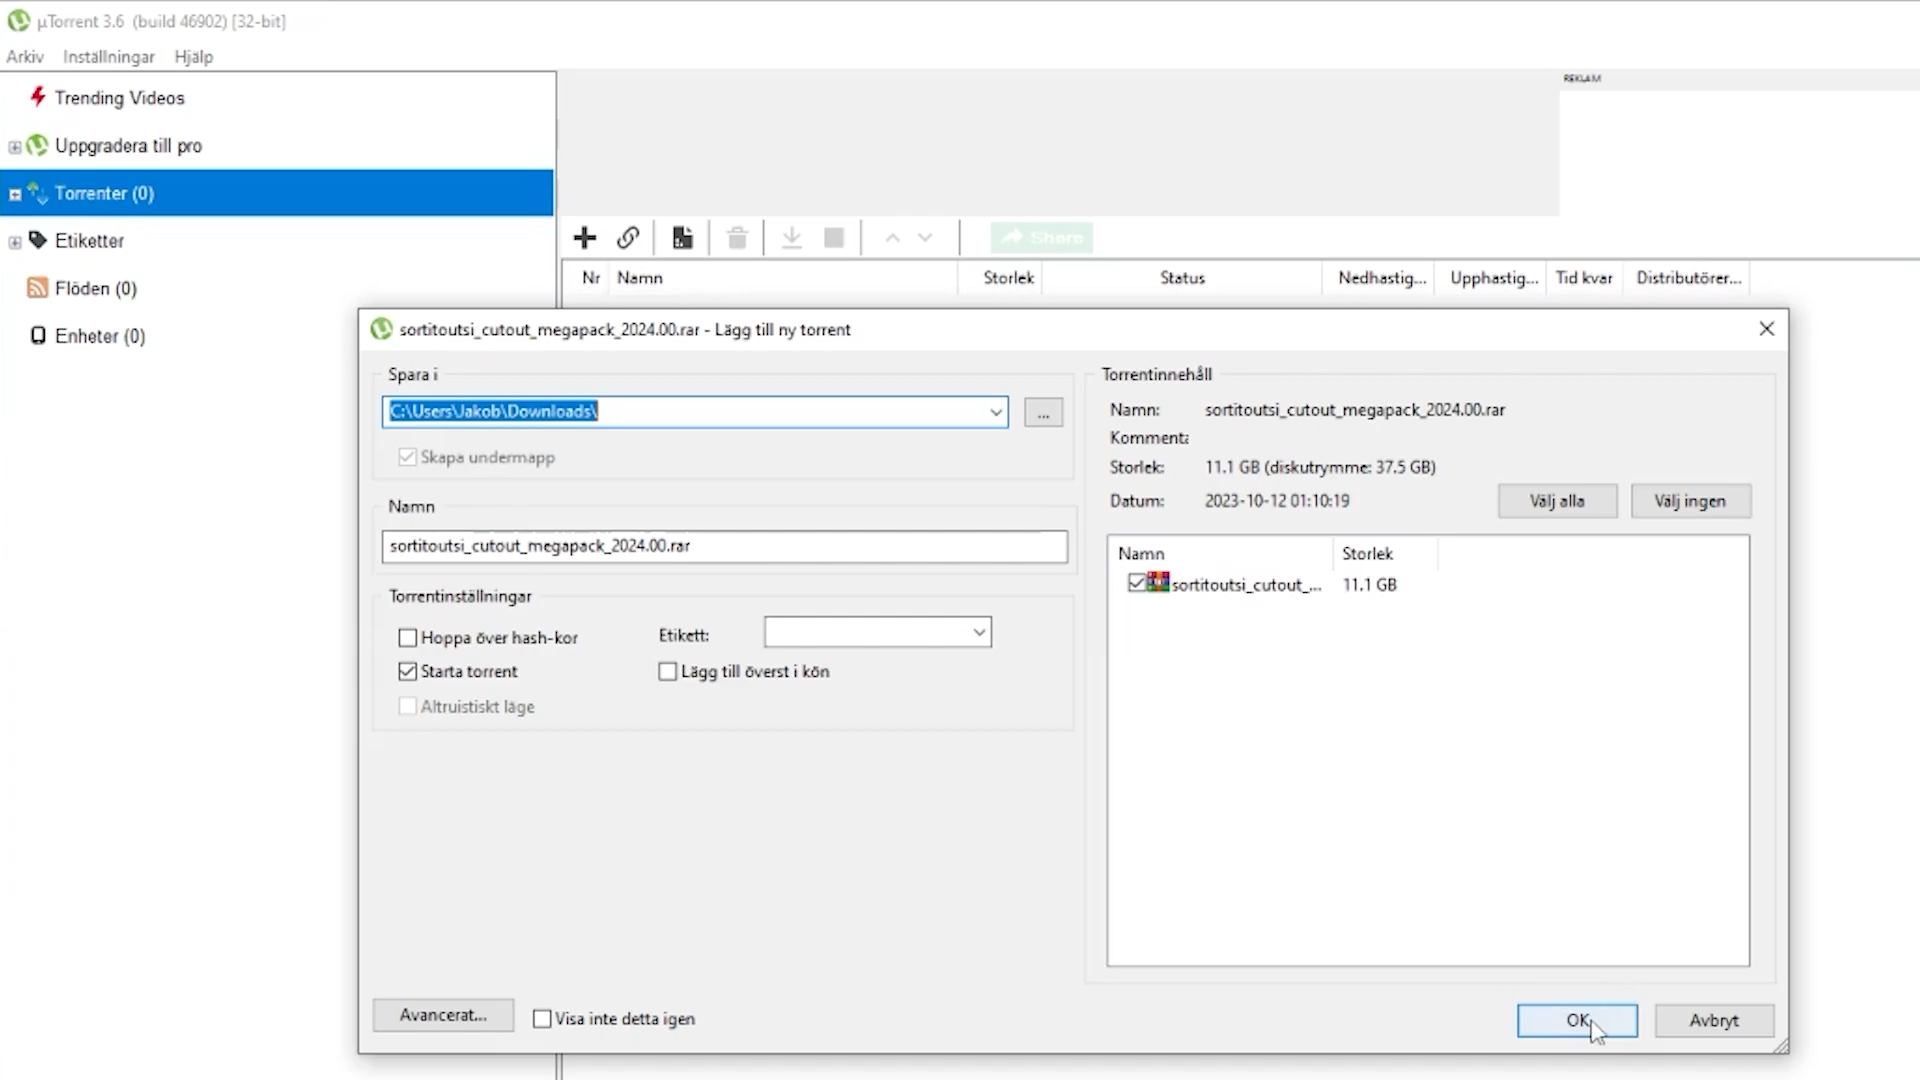 µTorrent 3.6 (build 46902) [32-bit]
Arkiv Inställningar Hjälp
REKLAM
Trending Videos
Uppgradera till pro
Torrenter (0)
Etiketter
Flöden (0)
Enheter (0)
Share
Nr Namn Storlek Status Nedhastig... Upphastig... Tid kvar Distributörer...
sortitoutsi_cutout_megapack_2024.00.rar - Lägg till ny torrent
Spara i
C:\Users\Jakob\Downloads\
...
Skapa undermapp
Namn
sortitoutsi_cutout_megapack_2024.00.rar
Torrentinställningar
Hoppa över hash-kor
Etikett:
Starta torrent
Lägg till överst i kön
Altruistiskt läge
Torrentinnehåll
Namn: sortitoutsi_cutout_megapack_2024.00.rar
Kommenta
Storlek: 11.1 GB (diskutrymme: 37.5 GB)
Datum: 2023-10-12 01:10:19
Välj alla
Välj ingen
Namn Storlek
sortitoutsi_cutout_... 11.1 GB
Avancerat...
Visa inte detta igen
OK
Avbryt